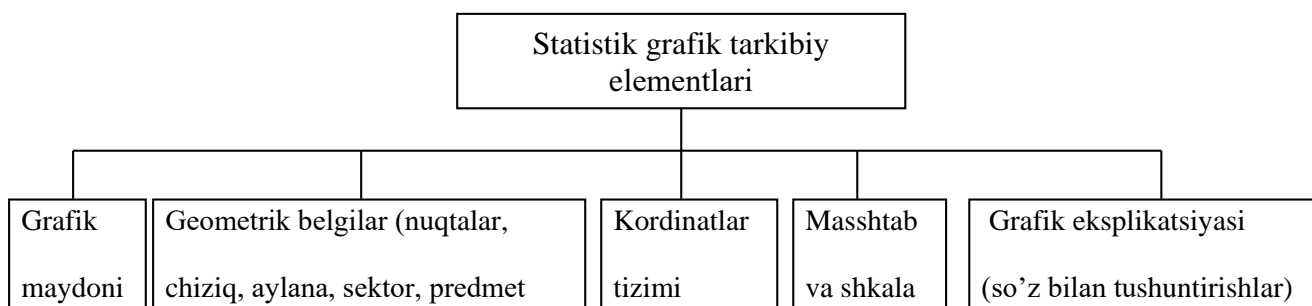 Statistik grafik tarkibiy
elementlari
Grafik
maydoni
Geometrik belgilar (nuqtalar,
chiziq, aylana, sektor, predmet
Kordinatlar
tizimi
Masshtab
va shkala
Grafik eksplikatsiyasi
(so’z bilan tushuntirishlar)